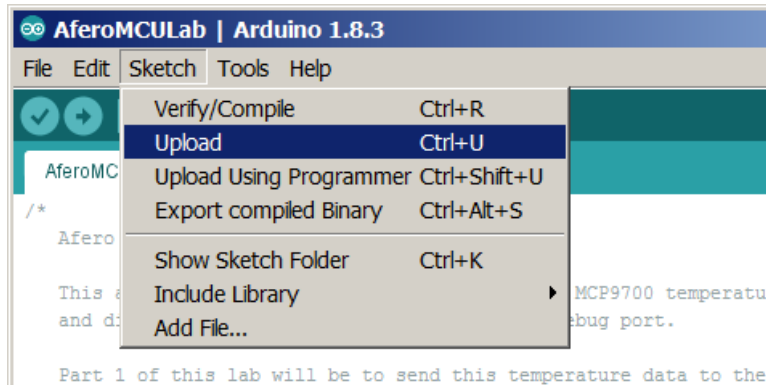 AferoMCULab | Arduino 1.8.3
File Edit Sketch Tools Help
Verify/Compile Ctrl+R
Upload Ctrl+U
AferoMC
Upload Using Programmer Ctrl+Shift+U
/*
Export compiled Binary Ctrl+Alt+S
Afero
Show Sketch Folder Ctrl+K
This
Include Library
MCP9700 temperatu
and
Add File...
port.
Part 1 of this lab will be to send this temperature data to the